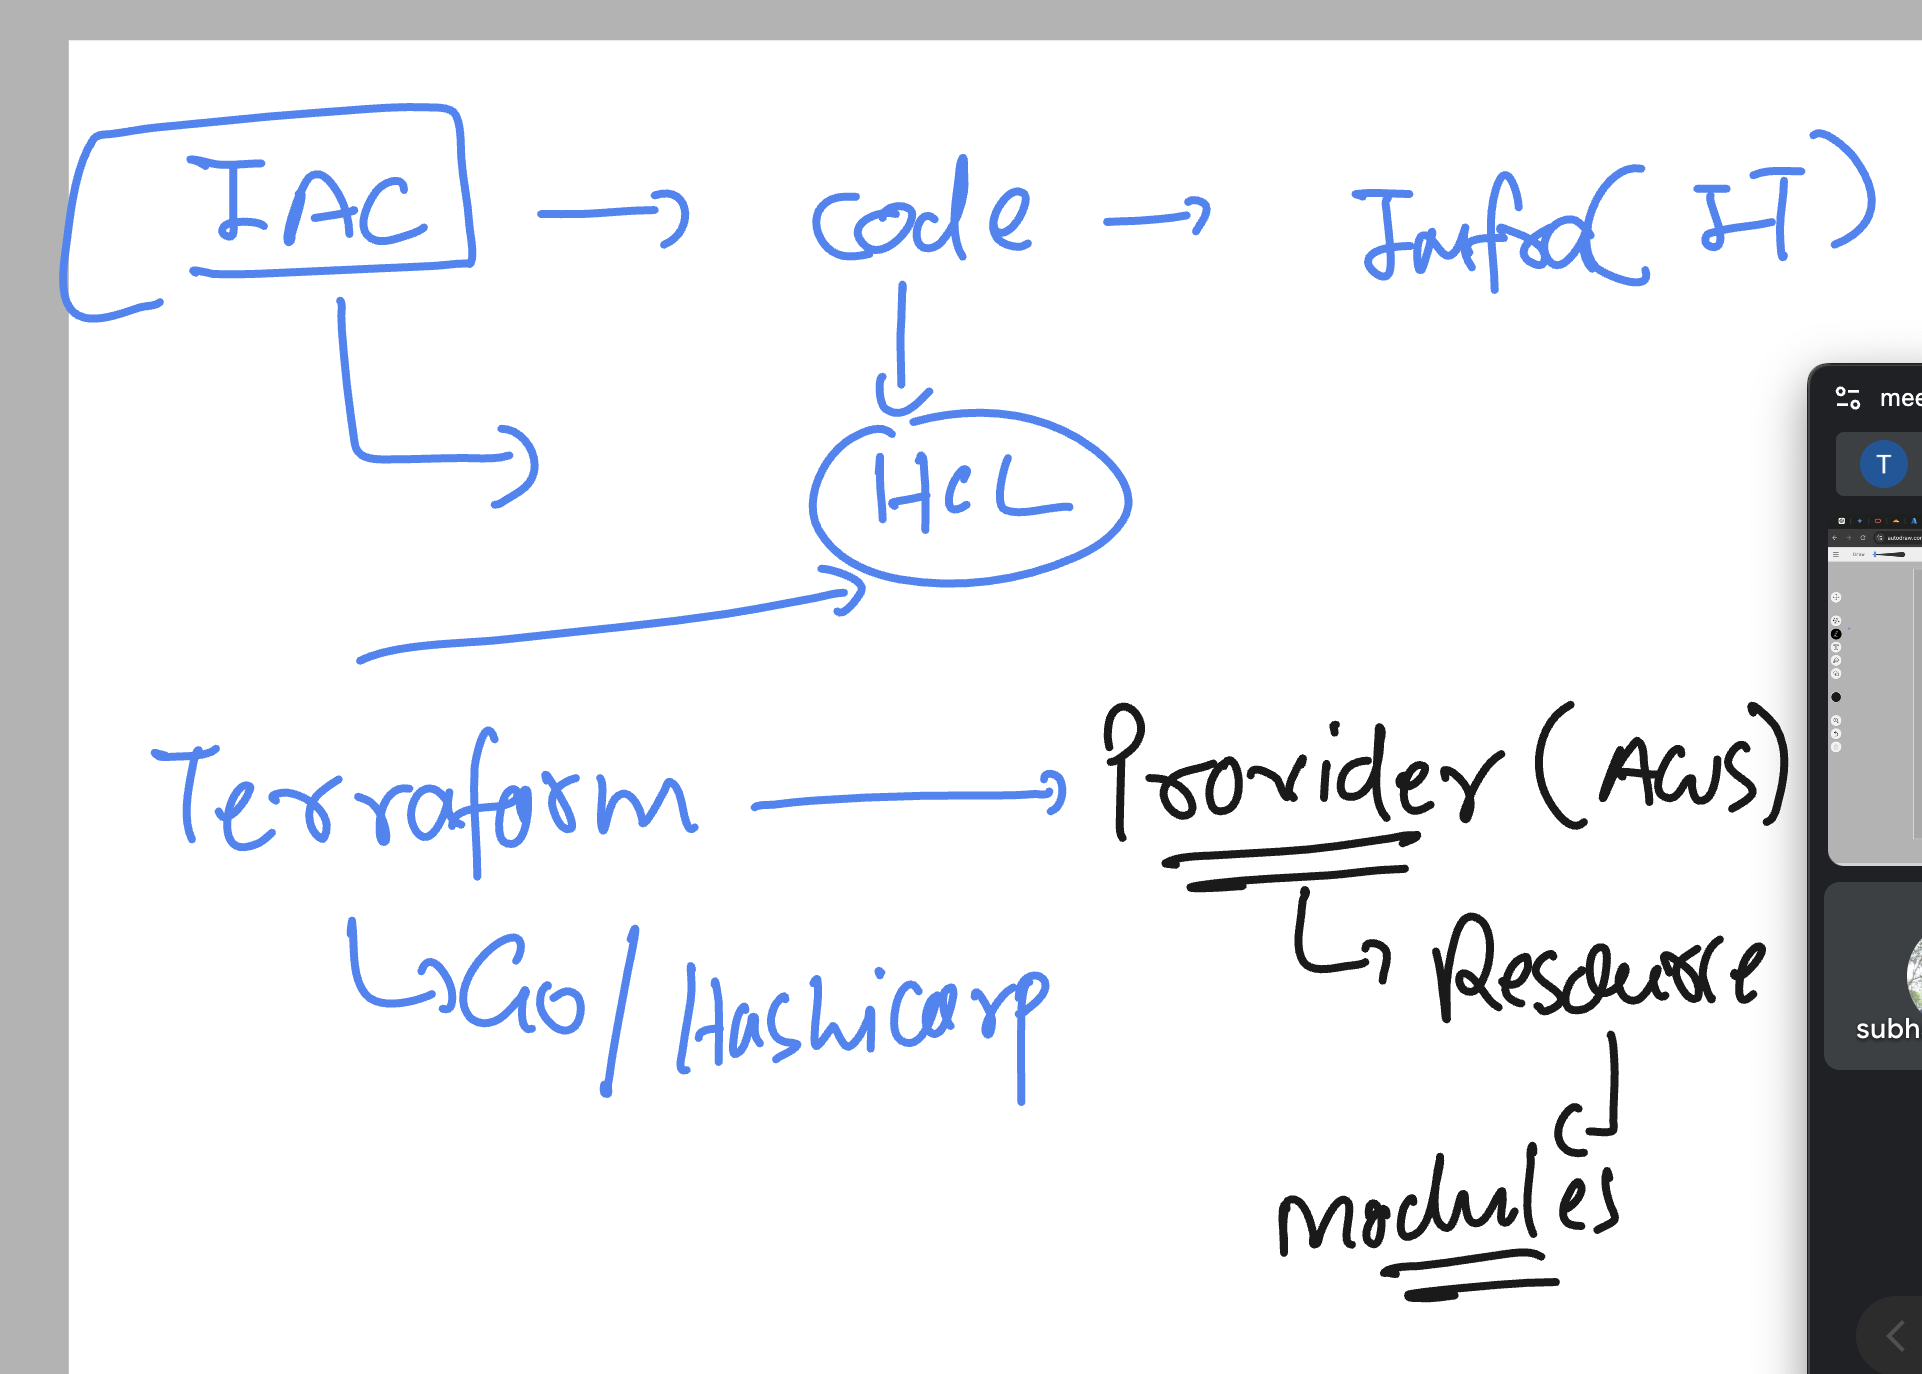 IAC → code → Infra (IT)
HCL
Terraform → Provider (AWS)
Go / Hashicorp
Resource
modules
mee
T
subh